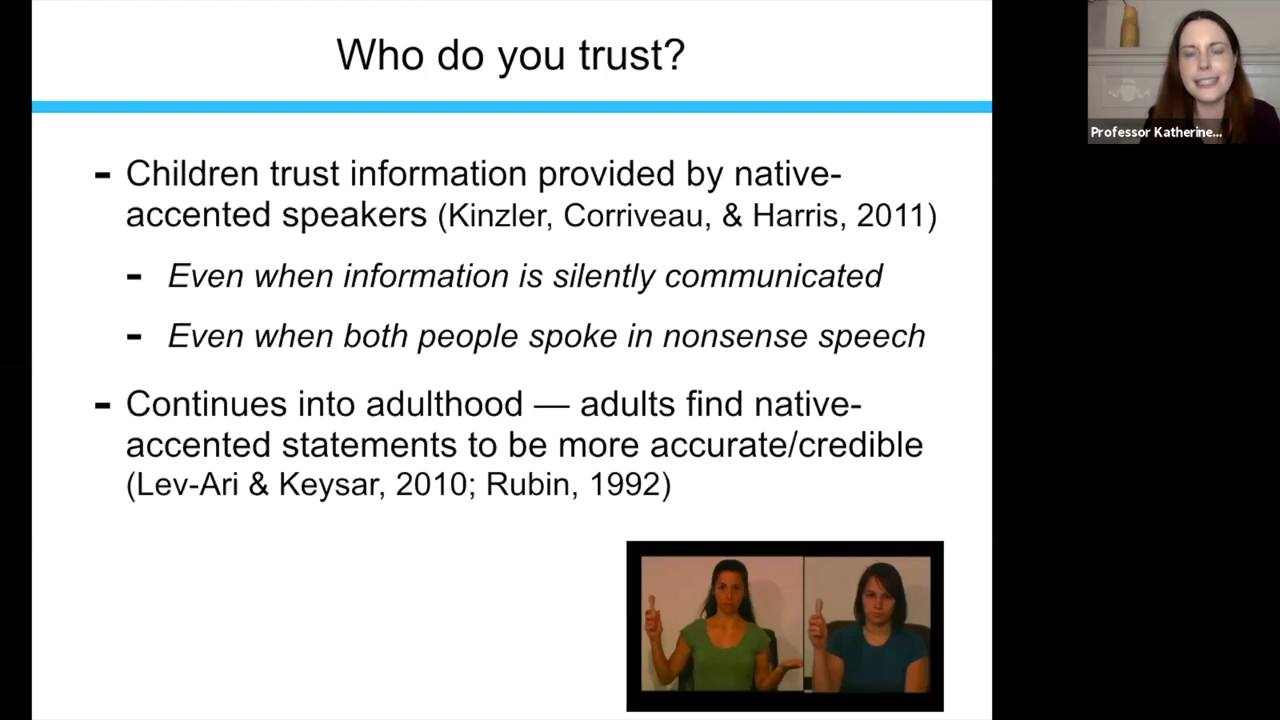 Who do you trust?
Professor Katherine...
- Children trust information provided by native-
accented speakers (Kinzler, Corriveau, & Harris, 2011)
- Even when information is silently communicated
- Even when both people spoke in nonsense speech
- Continues into adulthood — adults find native-
accented statements to be more accurate/credible
(Lev-Ari & Keysar, 2010; Rubin, 1992)